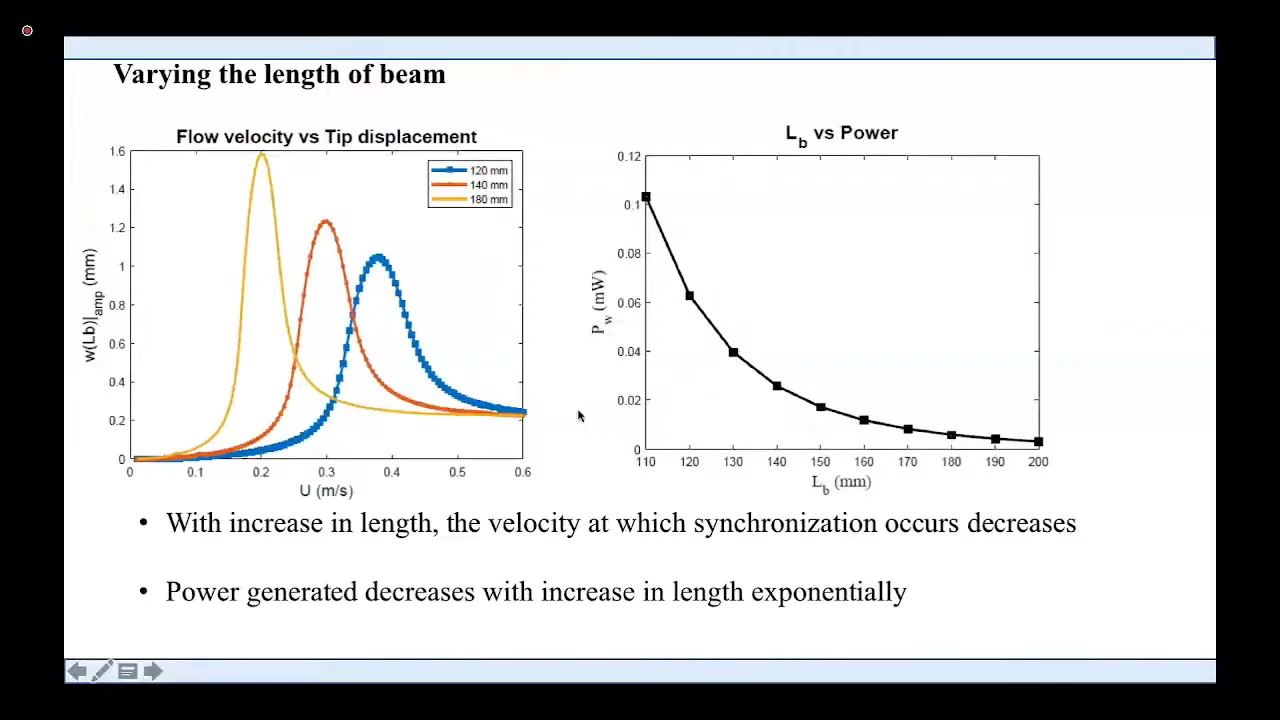 Varying the length of beam
Flow velocity vs Tip displacement
1.6
1.4
1.2
1
0.8
0.6
0.4
0.2
0
w(Lb)|amp (mm)
120 mm
140 mm
180 mm
0.1 0.2 0.3 0.4 0.5 0.6
U (m/s)
Lb vs Power
0.12
0.1
0.08
0.06
0.04
0.02
0
Pw (mW)
110 120 130 140 150 160 170 180 190 200
Lb (mm)
• With increase in length, the velocity at which synchronization occurs decreases
• Power generated decreases with increase in length exponentially